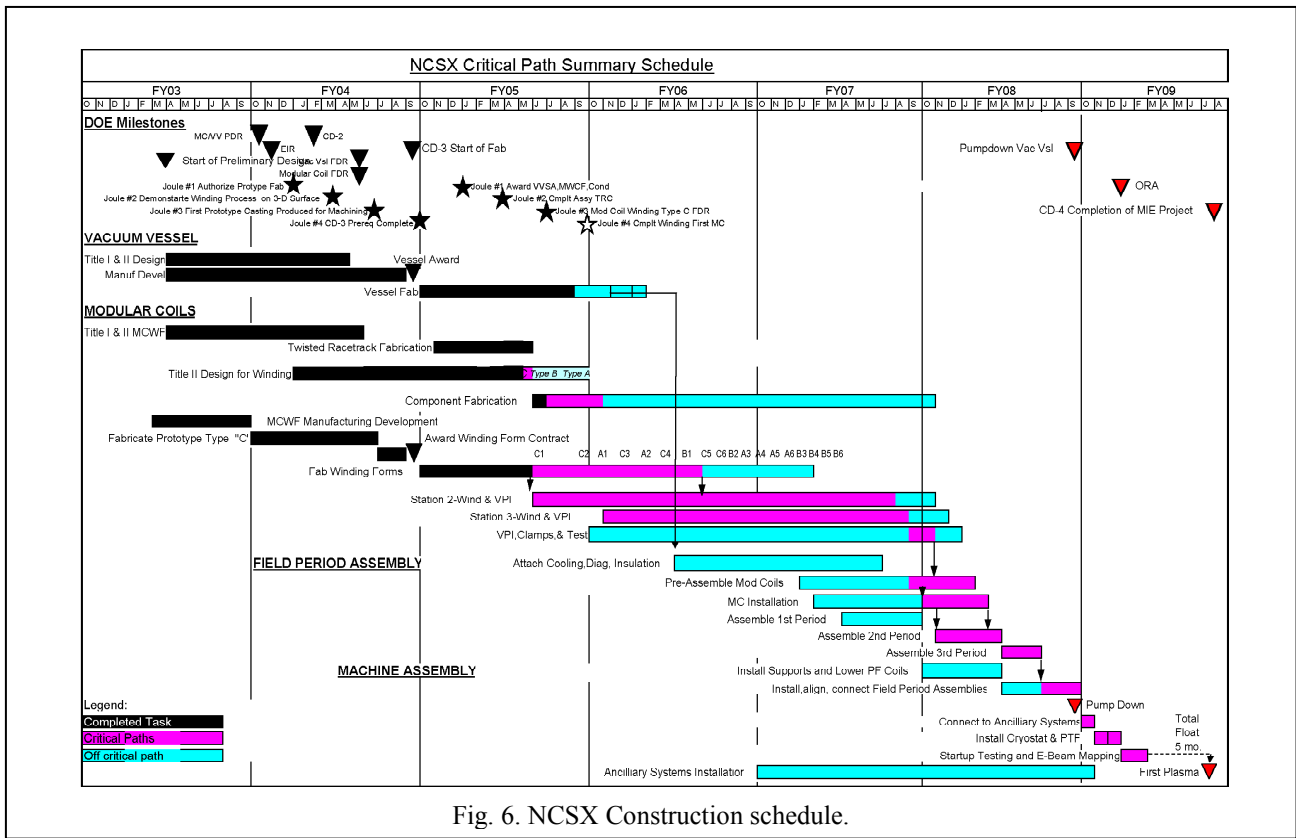 NCSX Critical Path Summary Schedule
FY03 FY04 FY05 FY06 FY07 FY08 FY09
O N D J F M A M J J A S O N D J F M A M J J A S O N D J F M A M J J A S O N D J F M A M J J A S O N D J F M A M J J A S O N D J F M A M J J A S O N D J F M A M J J A
DOE Milestones
MC/VV PDR CD-2
EIR CD-3 Start of Fab Pumpdown Vac Vsl
Start of Preliminary Design Vac Vsl FDR
Modular Coil FDR
Joule #1 Authorize Protype Fab Joule #1 Award VVSA,MWCF,Cond ORA
Joule #2 Demonstarte Winding Process on 3-D Surface Joule #2 Cmplt Assy TRC
Joule #3 First Prototype Casting Produced for Machining Joule #3 Mod Coil Winding Type C FDR CD-4 Completion of MIE Project
Joule #4 CD-3 Prereq Complete Joule #4 Cmplt Winding First MC
VACUUM VESSEL
Title I & II Design Vessel Award
Manuf Devel
Vessel Fab
MODULAR COILS
Title I & II MCWF
Twisted Racetrack Fabrication
Title II Design for Winding C Type B Type A
Component Fabrication
MCWF Manufacturing Development
Fabricate Prototype Type "C" Award Winding Form Contract
C1 C2 A1 C3 A2 C4 B1 C5 C6 B2 A3 A4 A5 A6 B3 B4 B5 B6
Fab Winding Forms
Station 2-Wind & VPI
Station 3-Wind & VPI
VPI,Clamps,& Test
FIELD PERIOD ASSEMBLY Attach Cooling,Diag, Insulation
Pre-Assemble Mod Coils
MC Installation
Assemble 1st Period
Assemble 2nd Period
Assemble 3rd Period
MACHINE ASSEMBLY Install Supports and Lower PF Coils
Install,align, connect Field Period Assemblies
Legend: Pump Down
Completed Task Connect to Ancilliary Systems Total
Critical Paths Install Cryostat & PTF Float
Off critical path Startup Testing and E-Beam Mapping 5 mo.
Ancilliary Systems Installation First Plasma
Fig. 6. NCSX Construction schedule.